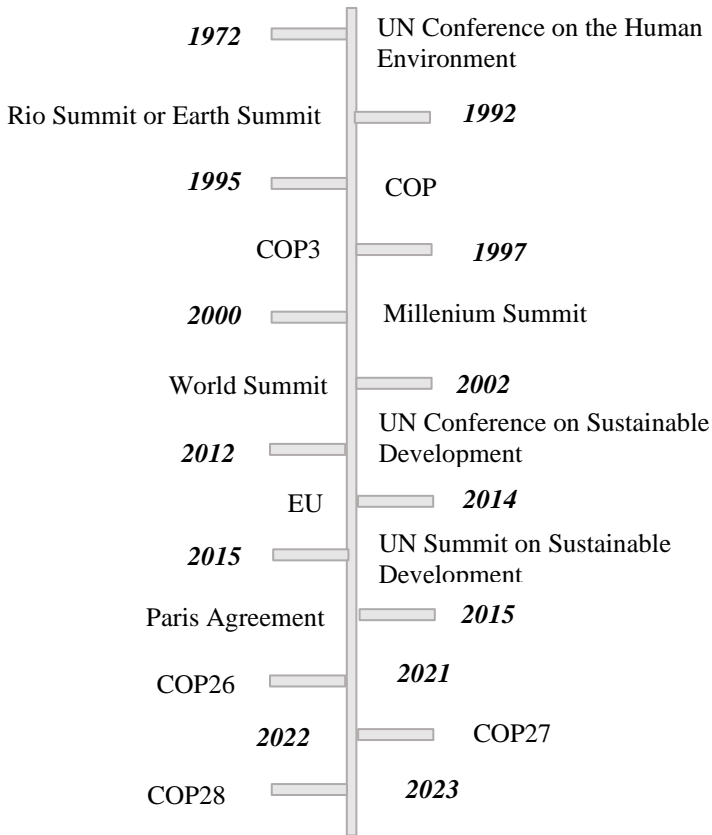 1972
UN Conference on the Human
Environment
Rio Summit or Earth Summit
1992
1995
COP
COP3
1997
2000
Millenium Summit
World Summit
2002
UN Conference on Sustainable
2012
Development
EU
2014
2015
UN Summit on Sustainable
Development
Paris Agreement
2015
COP26
2021
2022
COP27
COP28
2023